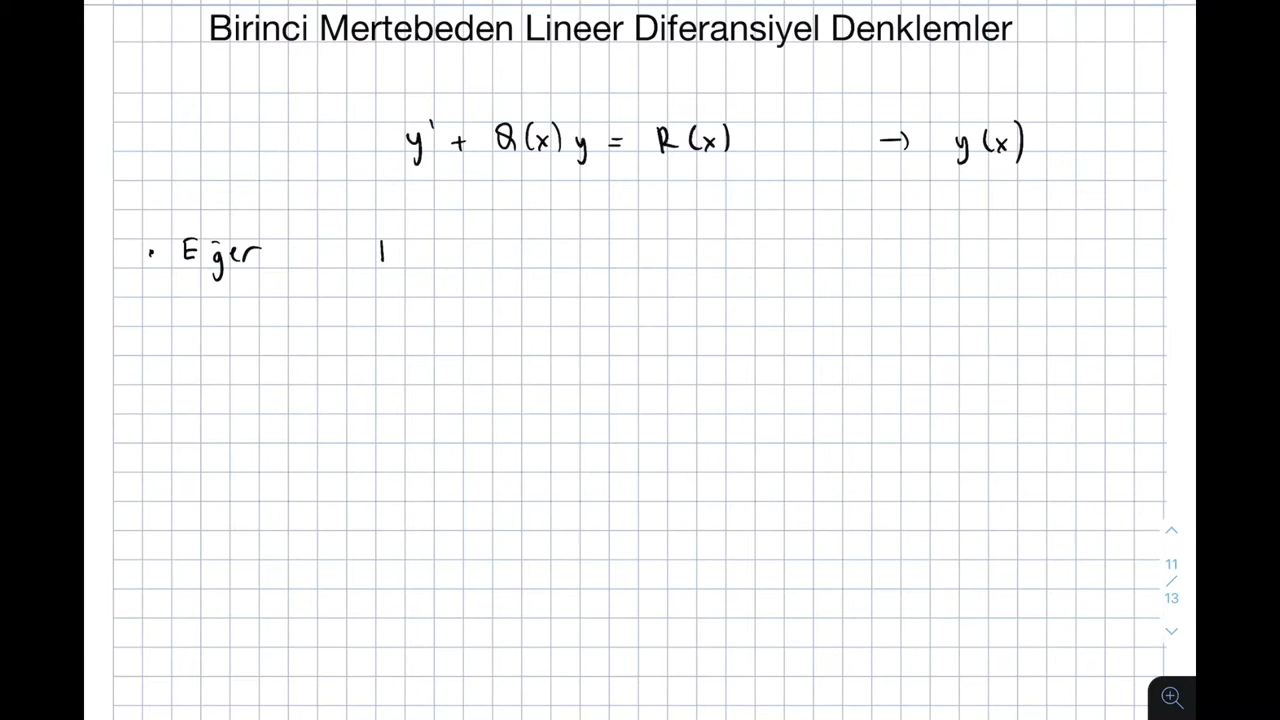 Birinci Mertebeden Lineer Diferansiyel Denklemler
y' + Q(x) y = R(x) → y(x)
. Eğer
11
/
13